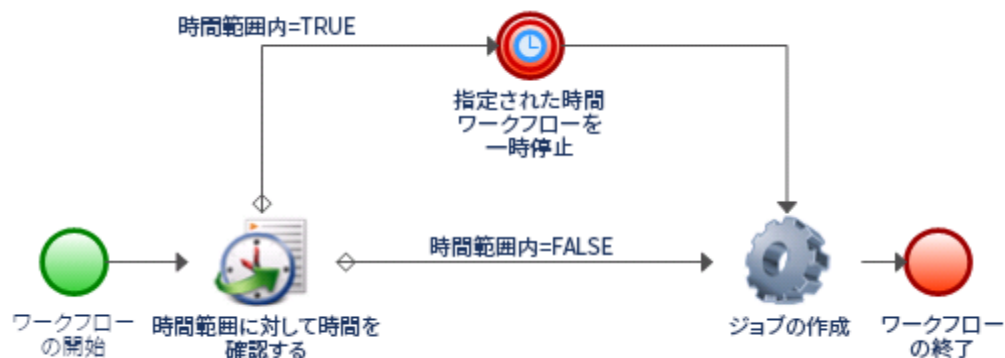 時間範囲内=TRUE
指定された時間
ワークフローを
一時停止
時間範囲内=FALSE
ワークフロー
の開始
時間範囲に対して時間を
確認する
ジョブの作成
ワークフロー
の終了